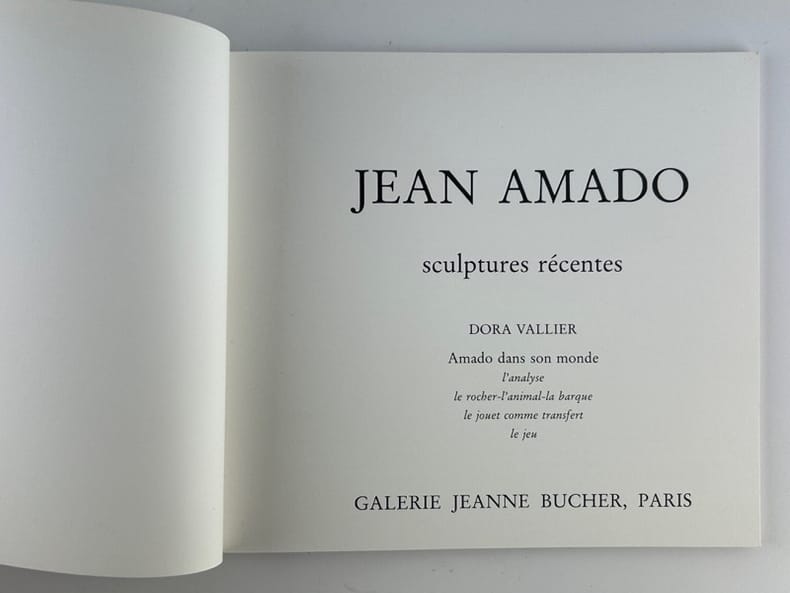 JEAN AMADO
sculptures récentes
DORA VALLIER
Amado dans son monde
l'analyse
le rocher-l'animal-la barque
le jouet comme transfert
le jeu
GALERIE JEANNE BUCHER, PARIS